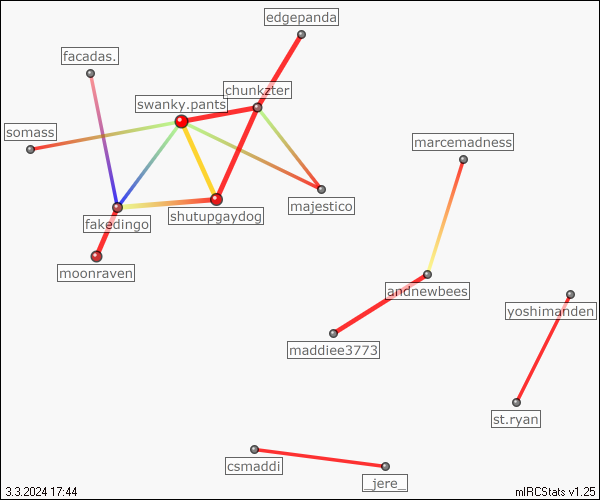 edgepanda
facadas.
chunkzter
swanky.pants
somass
marcemadness
majestico
shutupgaydog
fakedingo
moonraven
andnewbees
yoshimanden
maddiee3773
st.ryan
csmaddi
_jere_
3.3.2024 17:44
mIRCStats v1.25